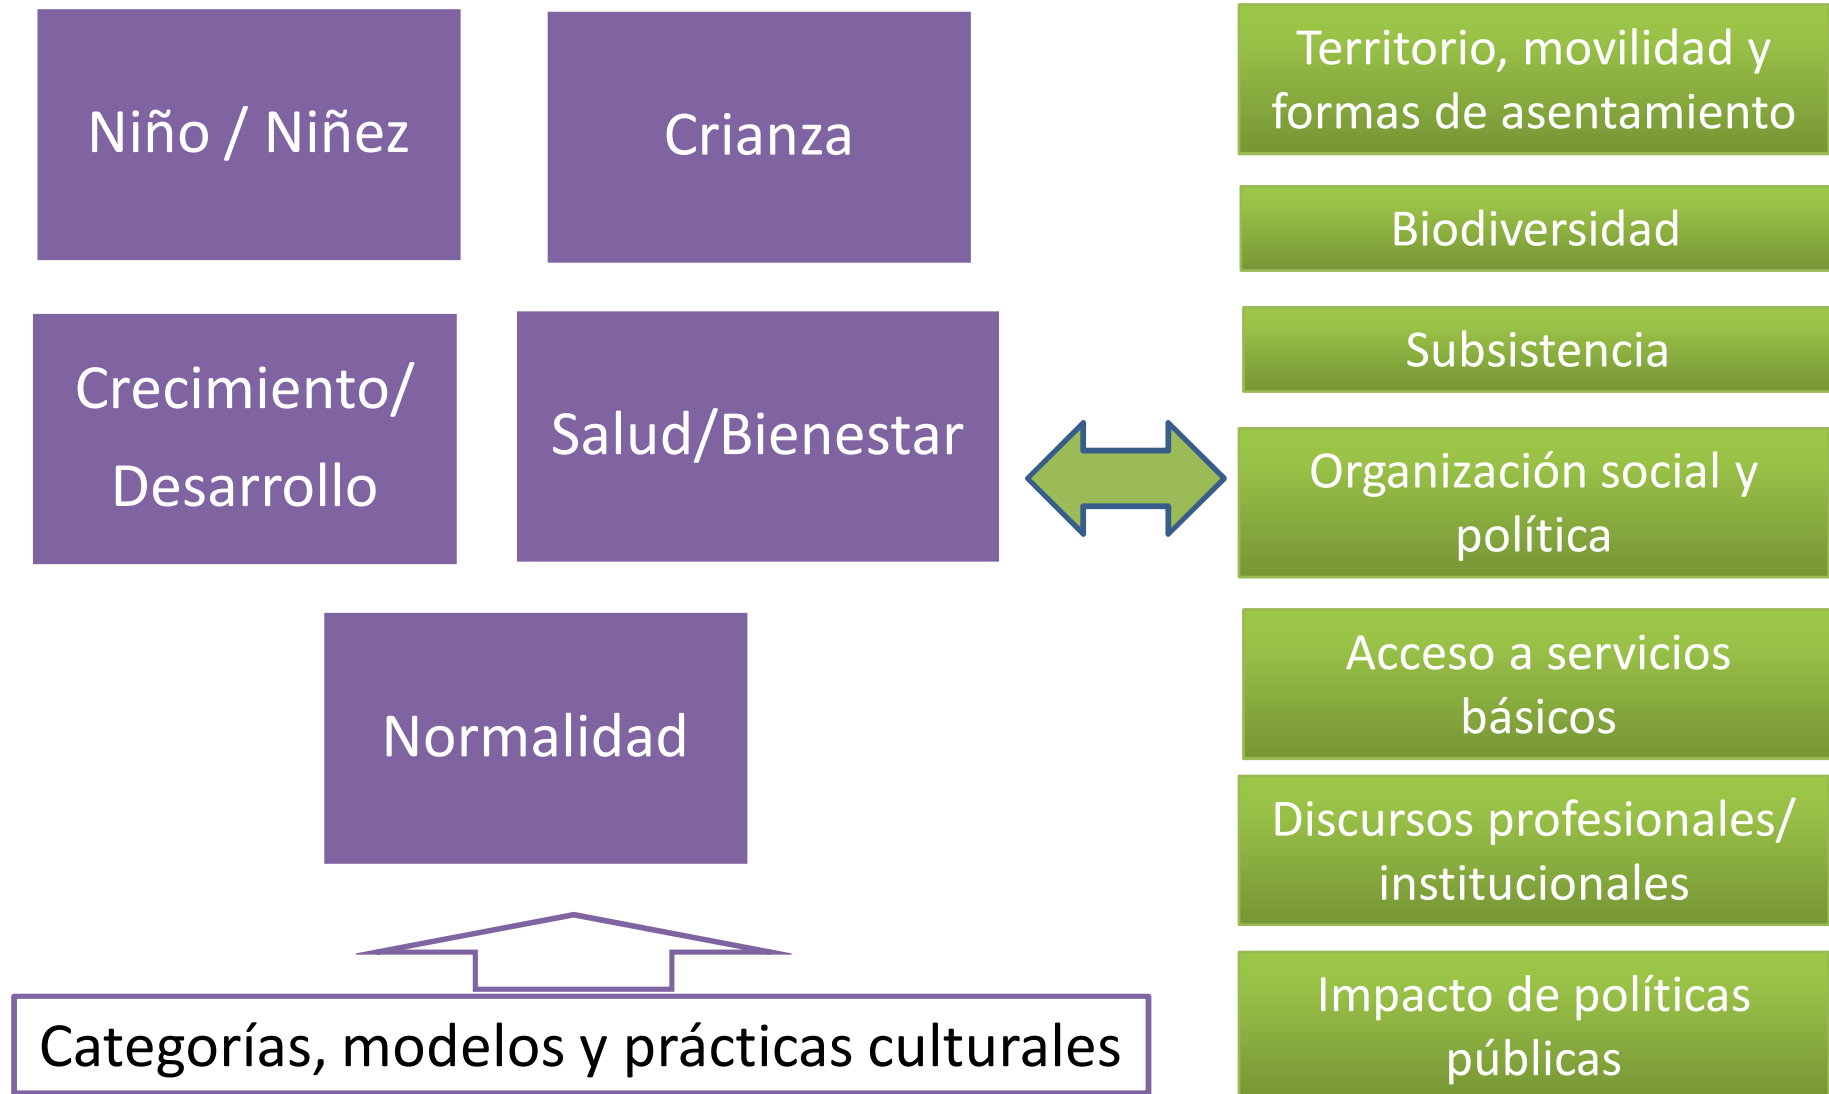 Niño / Niñez
Crianza
Crecimiento/
Desarrollo
Salud/Bienestar
Normalidad
Categorías, modelos y prácticas culturales
Territorio, movilidad y
formas de asentamiento
Biodiversidad
Subsistencia
Organización social y
política
Acceso a servicios
básicos
Discursos profesionales/
institucionales
Impacto de políticas
públicas